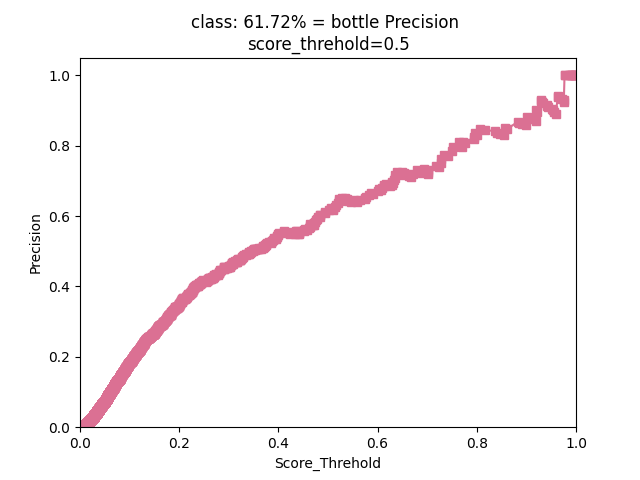 class: 61.72% = bottle Precision
score_threhold=0.5
1.0
0.8
0.6
0.4
0.2
0.0
Precision
0.0 0.2 0.4 0.6 0.8 1.0
Score_Threhold